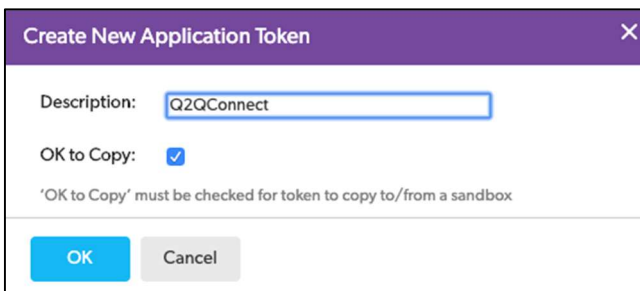 Create New Application Token
Description: Q2QConnect
OK to Copy:
'OK to Copy' must be checked for token to copy to/from a sandbox
OK Cancel